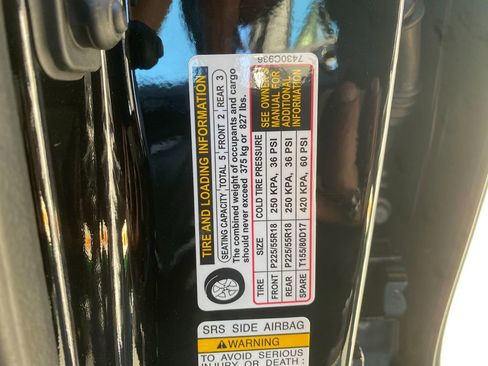 7430C936
TIRE AND LOADING INFORMATION
SEATING CAPACITY TOTAL 5 FRONT 2 REAR 3
The combined weight of occupants and cargo
should never exceed 375 kg or 827 lbs.
TIRE SIZE COLD TIRE PRESSURE
FRONT P225/55R18 250 KPA, 36 PSI
REAR P225/55R18 250 KPA, 36 PSI
SPARE T155/80D17 420 KPA, 60 PSI
SEE OWNER'S
MANUAL FOR
ADDITIONAL
INFORMATION
SRS SIDE AIRBAG
WARNING
TO AVOID SERIOUS
INJURY OR DEATH: